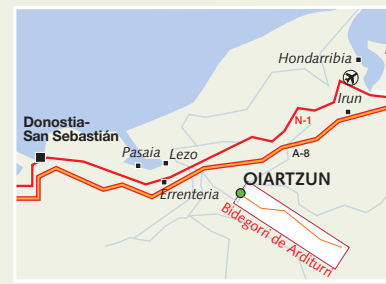 Hondarribia
Irun
N-1
Donostia-
San Sebastián
A-8
Pasaia
Lezo
OIARTZUN
Errenteria
Bidegorri de Arditurri